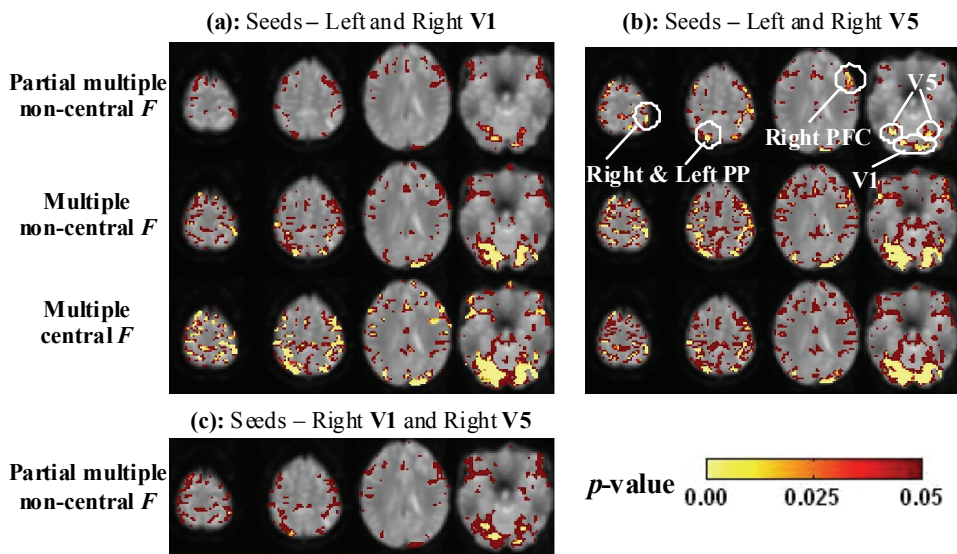 (a): Seeds – Left and Right V1
(b): Seeds – Left and Right V5
Partial multiple
non-central F
V5
Right PFC
Right & Left PP
V1
Multiple
non-central F
Multiple
central F
(c): Seeds – Right V1 and Right V5
Partial multiple
non-central F
p-value
0.00 0.025 0.05